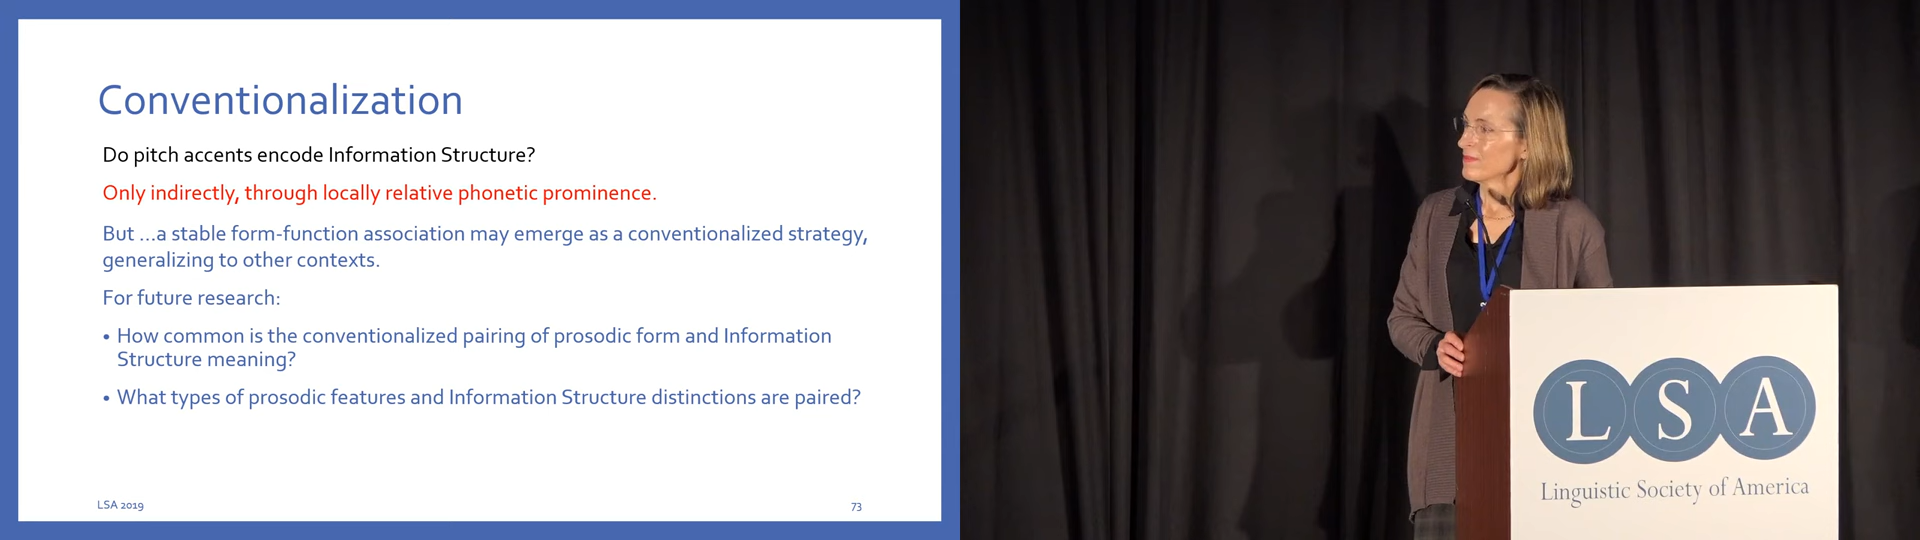 Conventionalization
Do pitch accents encode Information Structure?
Only indirectly, through locally relative phonetic prominence.
But ...a stable form-function association may emerge as a conventionalized strategy,
generalizing to other contexts.
For future research:
• How common is the conventionalized pairing of prosodic form and Information
Structure meaning?
• What types of prosodic features and Information Structure distinctions are paired?
LSA 2019
73
LSA
Linguistic Society of America